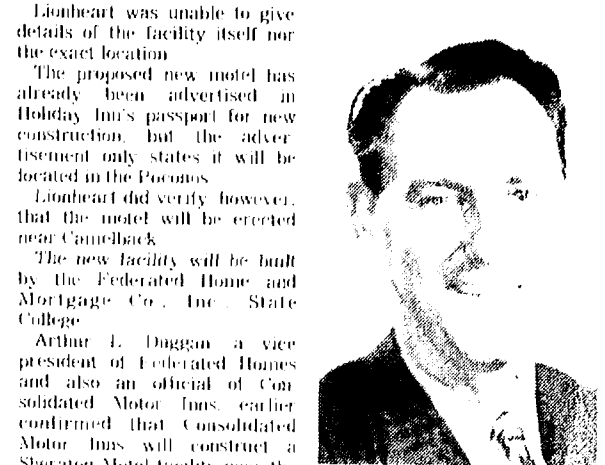 Lionheart was unable to give
details of the facility itself nor
the exact location
The proposed new motel has
already been advertised in
Holiday Inn's passport for new
construction, but the adver
tisement only states it will be
located in the Poconos
Lionheart did verify however,
that the motel will be erected
near Camelback
The new facility will be built
by the Federated Home and
Mortgage Co., Inc., State
College
Arthur L Duggan a vice
president of Federated Homes
and also an official of Con
solidated Motor Inns, earlier
confirmed that Consolidated
Motor Inns will construct a
Sheraton Motel